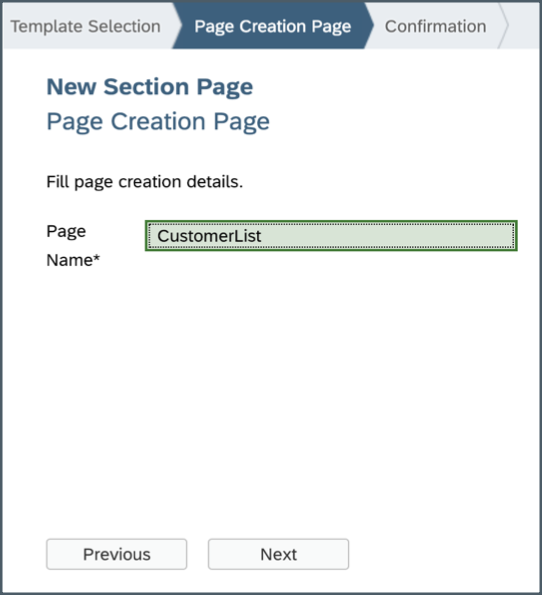 Template Selection Page Creation Page Confirmation
New Section Page
Page Creation Page
Fill page creation details.
Page Name* CustomerList
Previous Next